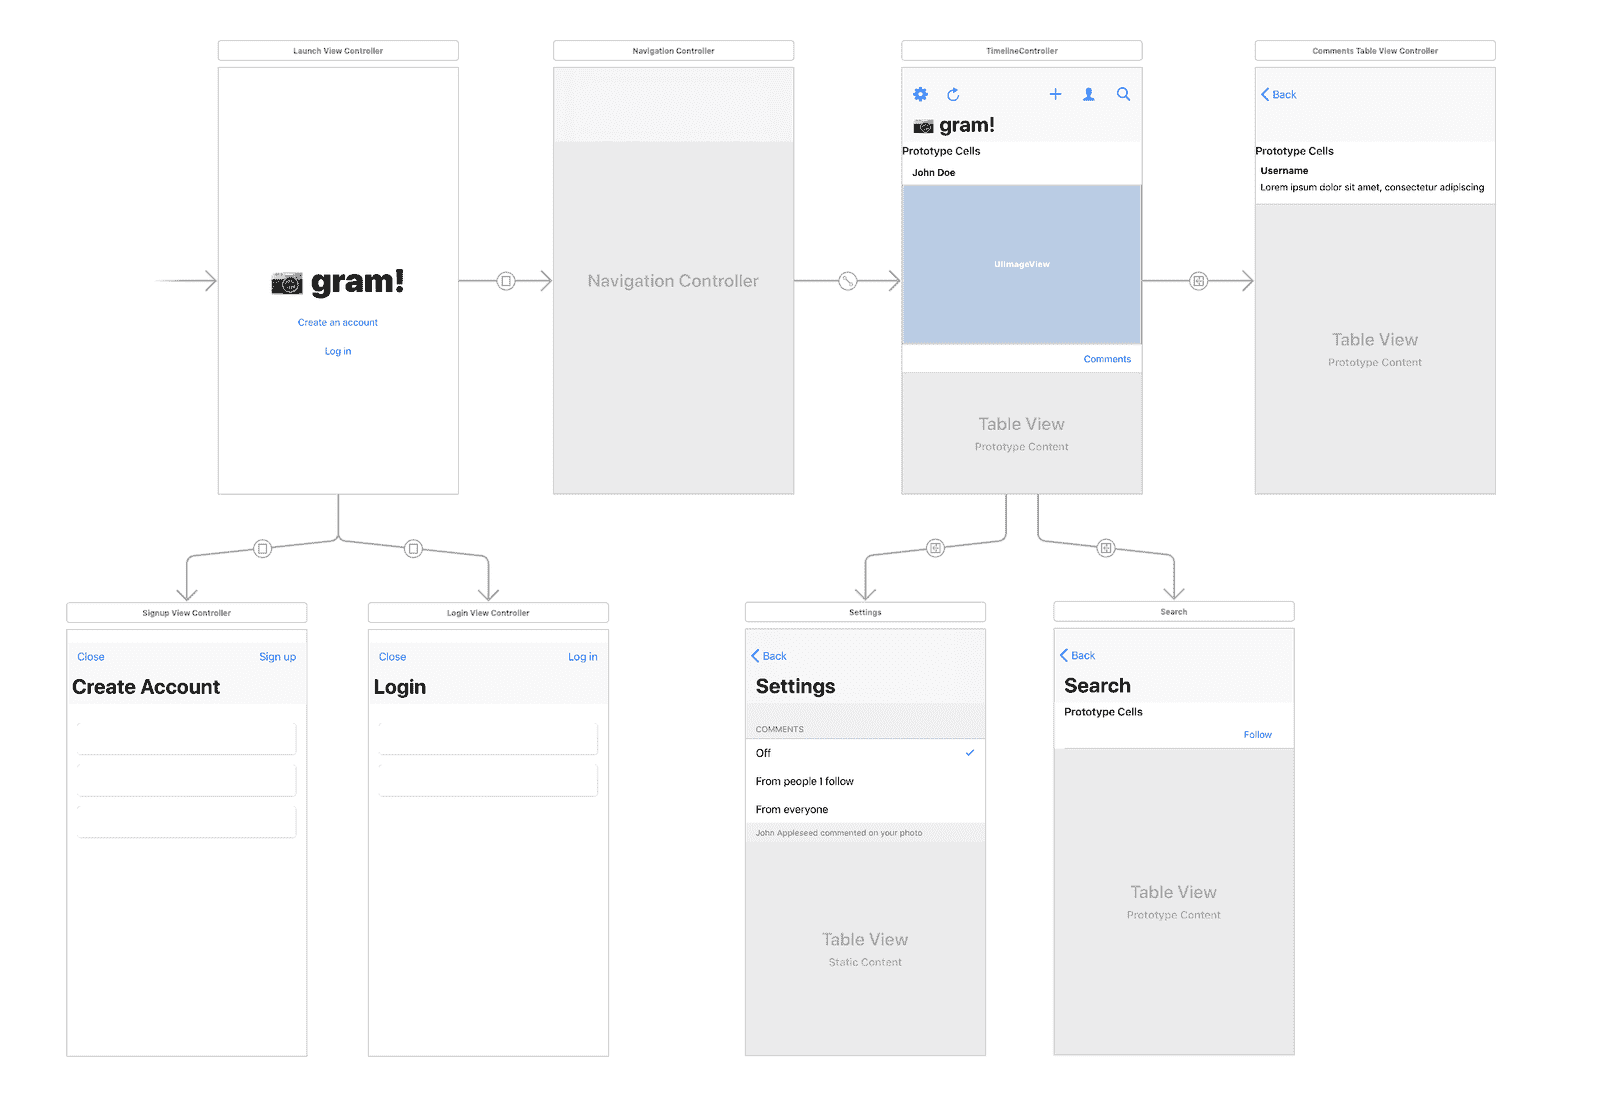 Launch View Controller
gram!
Create an account
Log in
Navigation Controller
Navigation Controller
TimelineController
gram!
Prototype Cells
John Doe
UIImageView
Comments
Table View
Prototype Content
Comments Table View Controller
Back
Prototype Cells
Username
Lorem ipsum dolor sit amet, consectetur adipiscing
Table View
Prototype Content
Signup View Controller
Close Sign up
Create Account
Login View Controller
Close Log in
Login
Settings
Back
Settings
COMMENTS
Off
From people I follow
From everyone
John Appleseed commented on your photo
Table View
Static Content
Search
Back
Search
Prototype Cells
Follow
Table View
Prototype Content